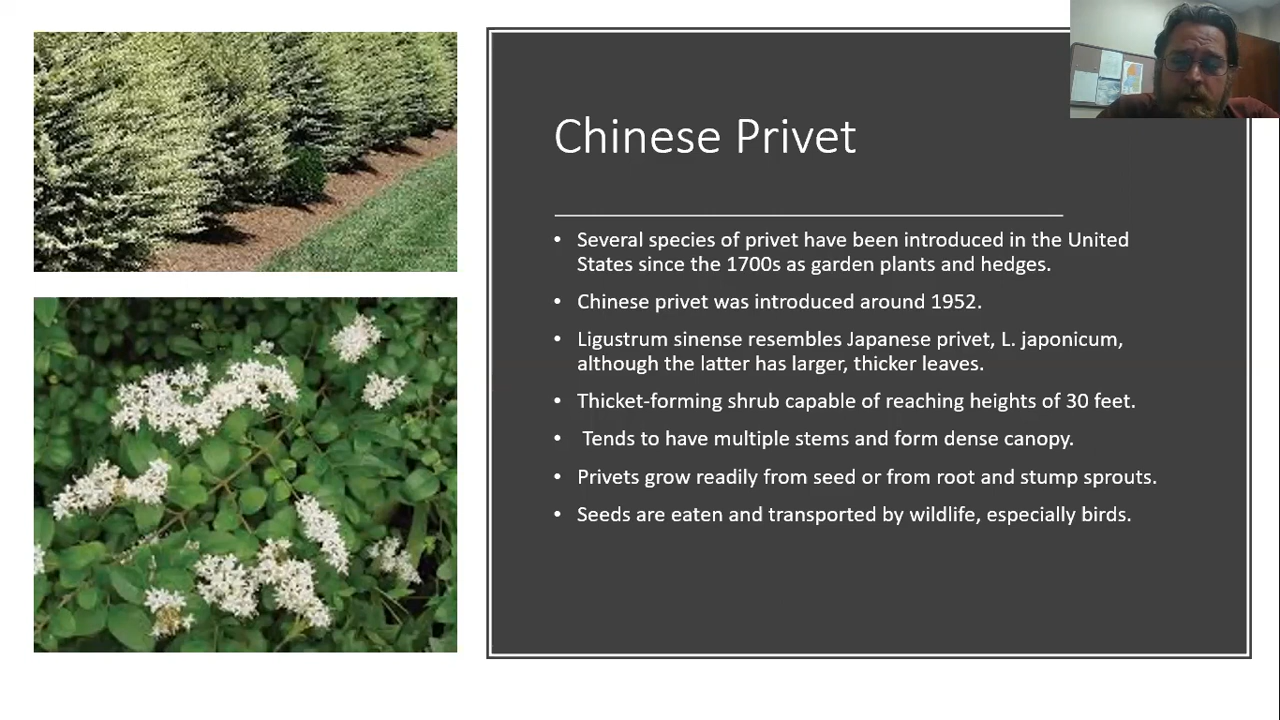 Chinese Privet
• Several species of privet have been introduced in the United
States since the 1700s as garden plants and hedges.
• Chinese privet was introduced around 1952.
• Ligustrum sinense resembles Japanese privet, L. japonicum,
although the latter has larger, thicker leaves.
• Thicket-forming shrub capable of reaching heights of 30 feet.
• Tends to have multiple stems and form dense canopy.
• Privets grow readily from seed or from root and stump sprouts.
• Seeds are eaten and transported by wildlife, especially birds.